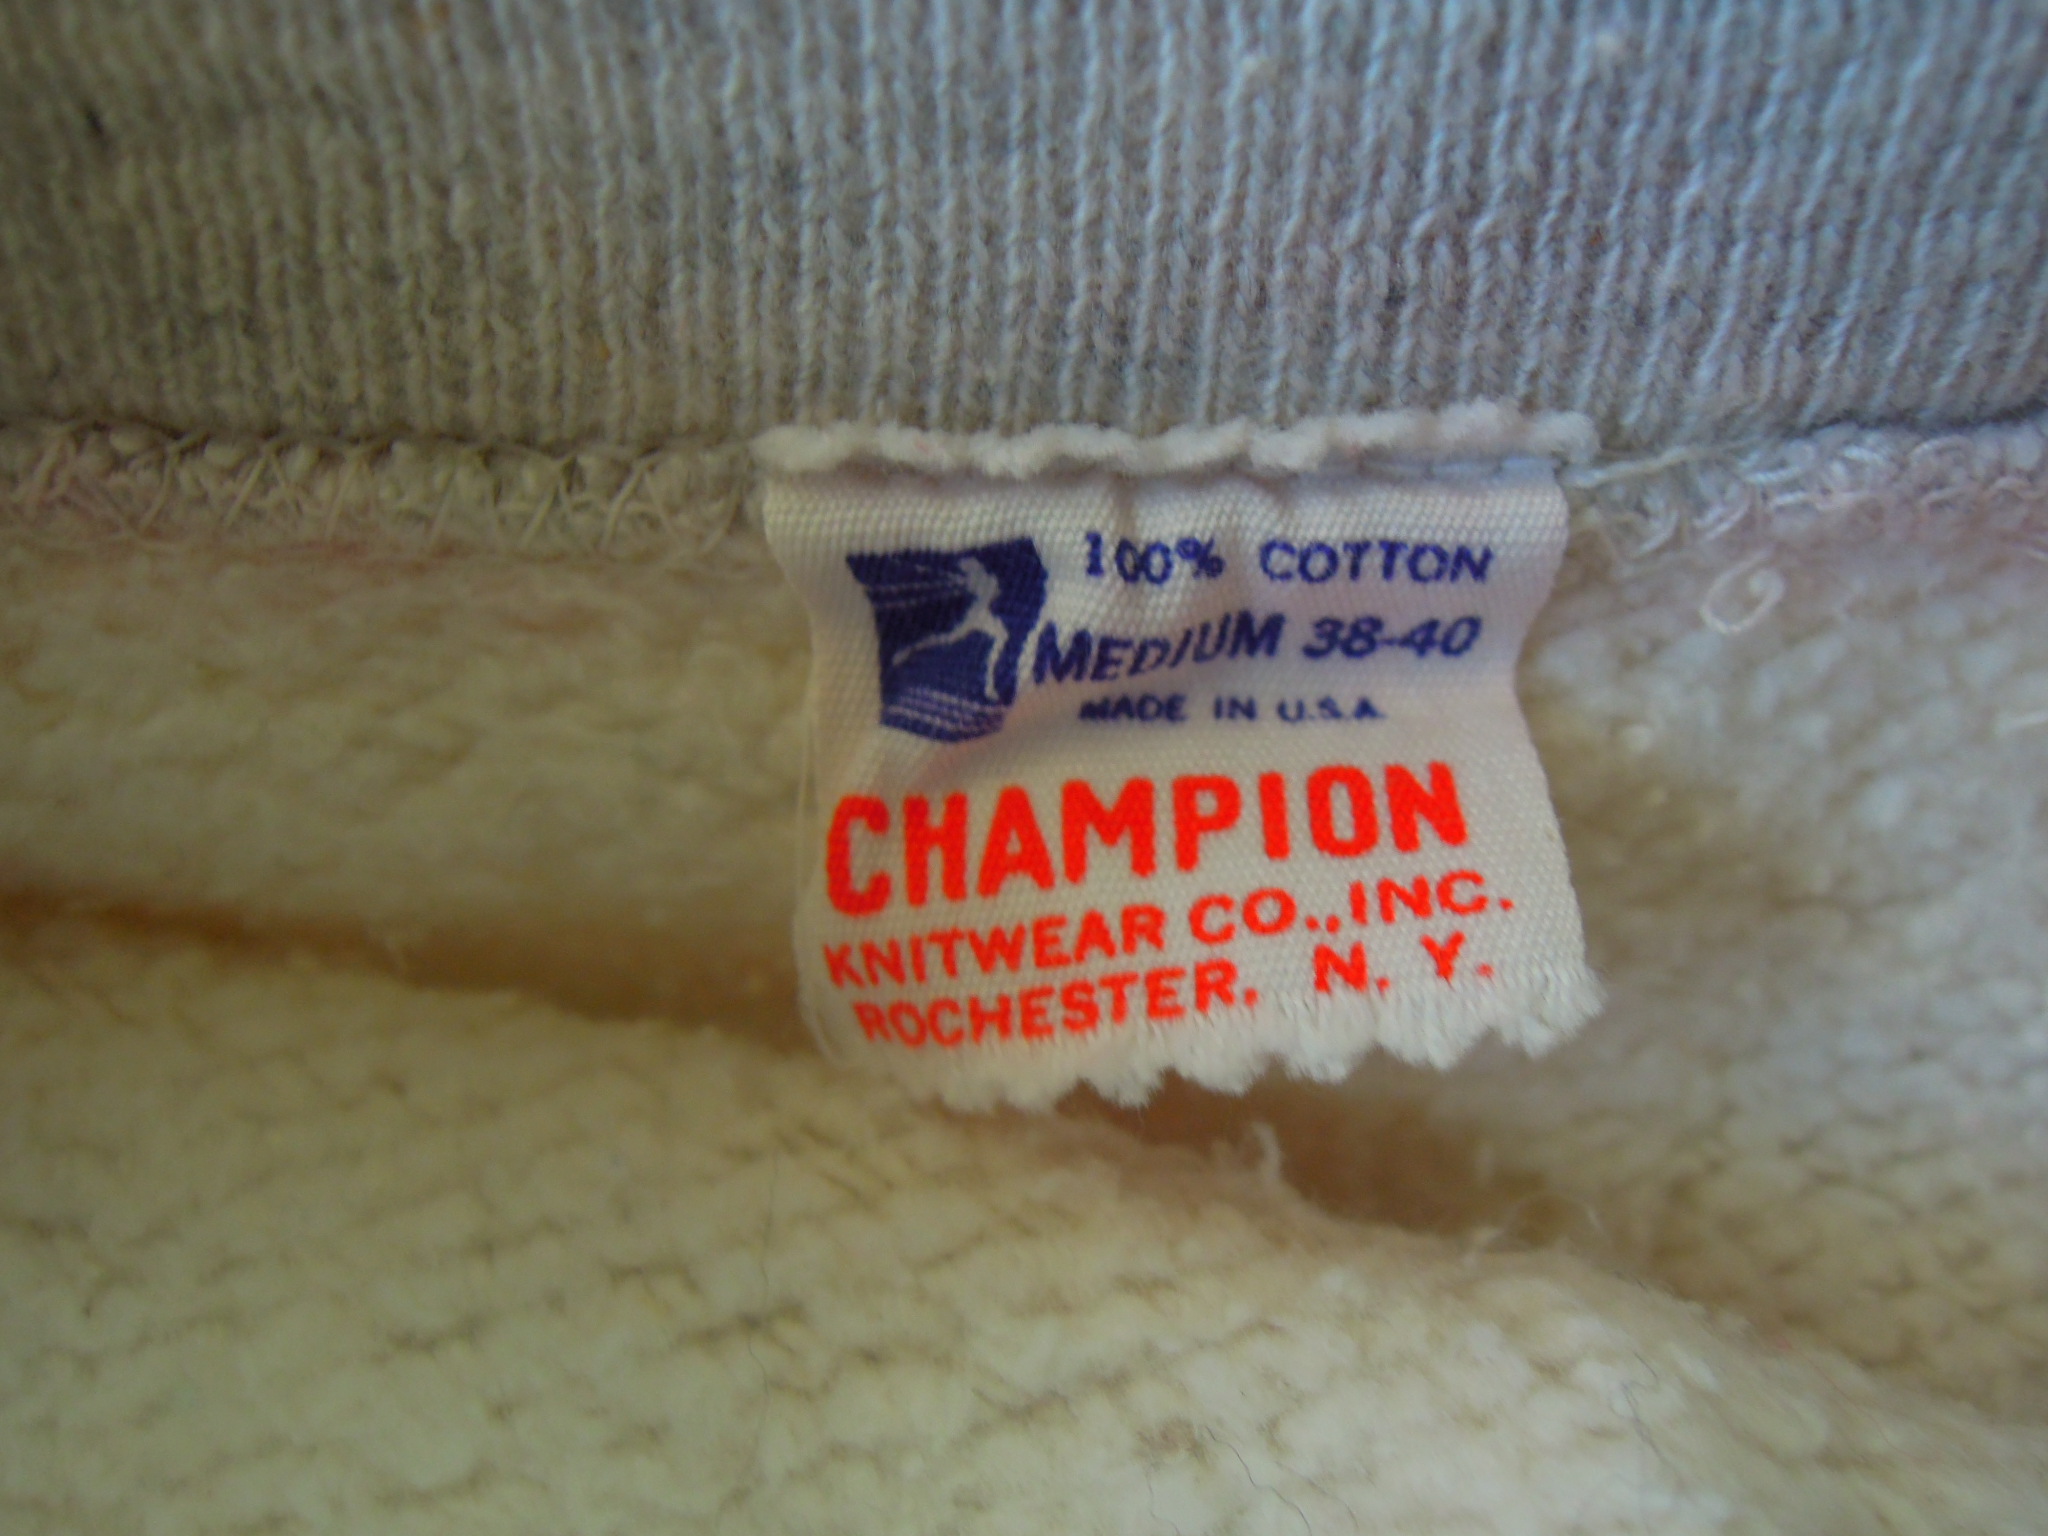 100% COTTON
MEDIUM 38-40
MADE IN U.S.A.
CHAMPION
KNITWEAR CO., INC.
ROCHESTER, N. Y.